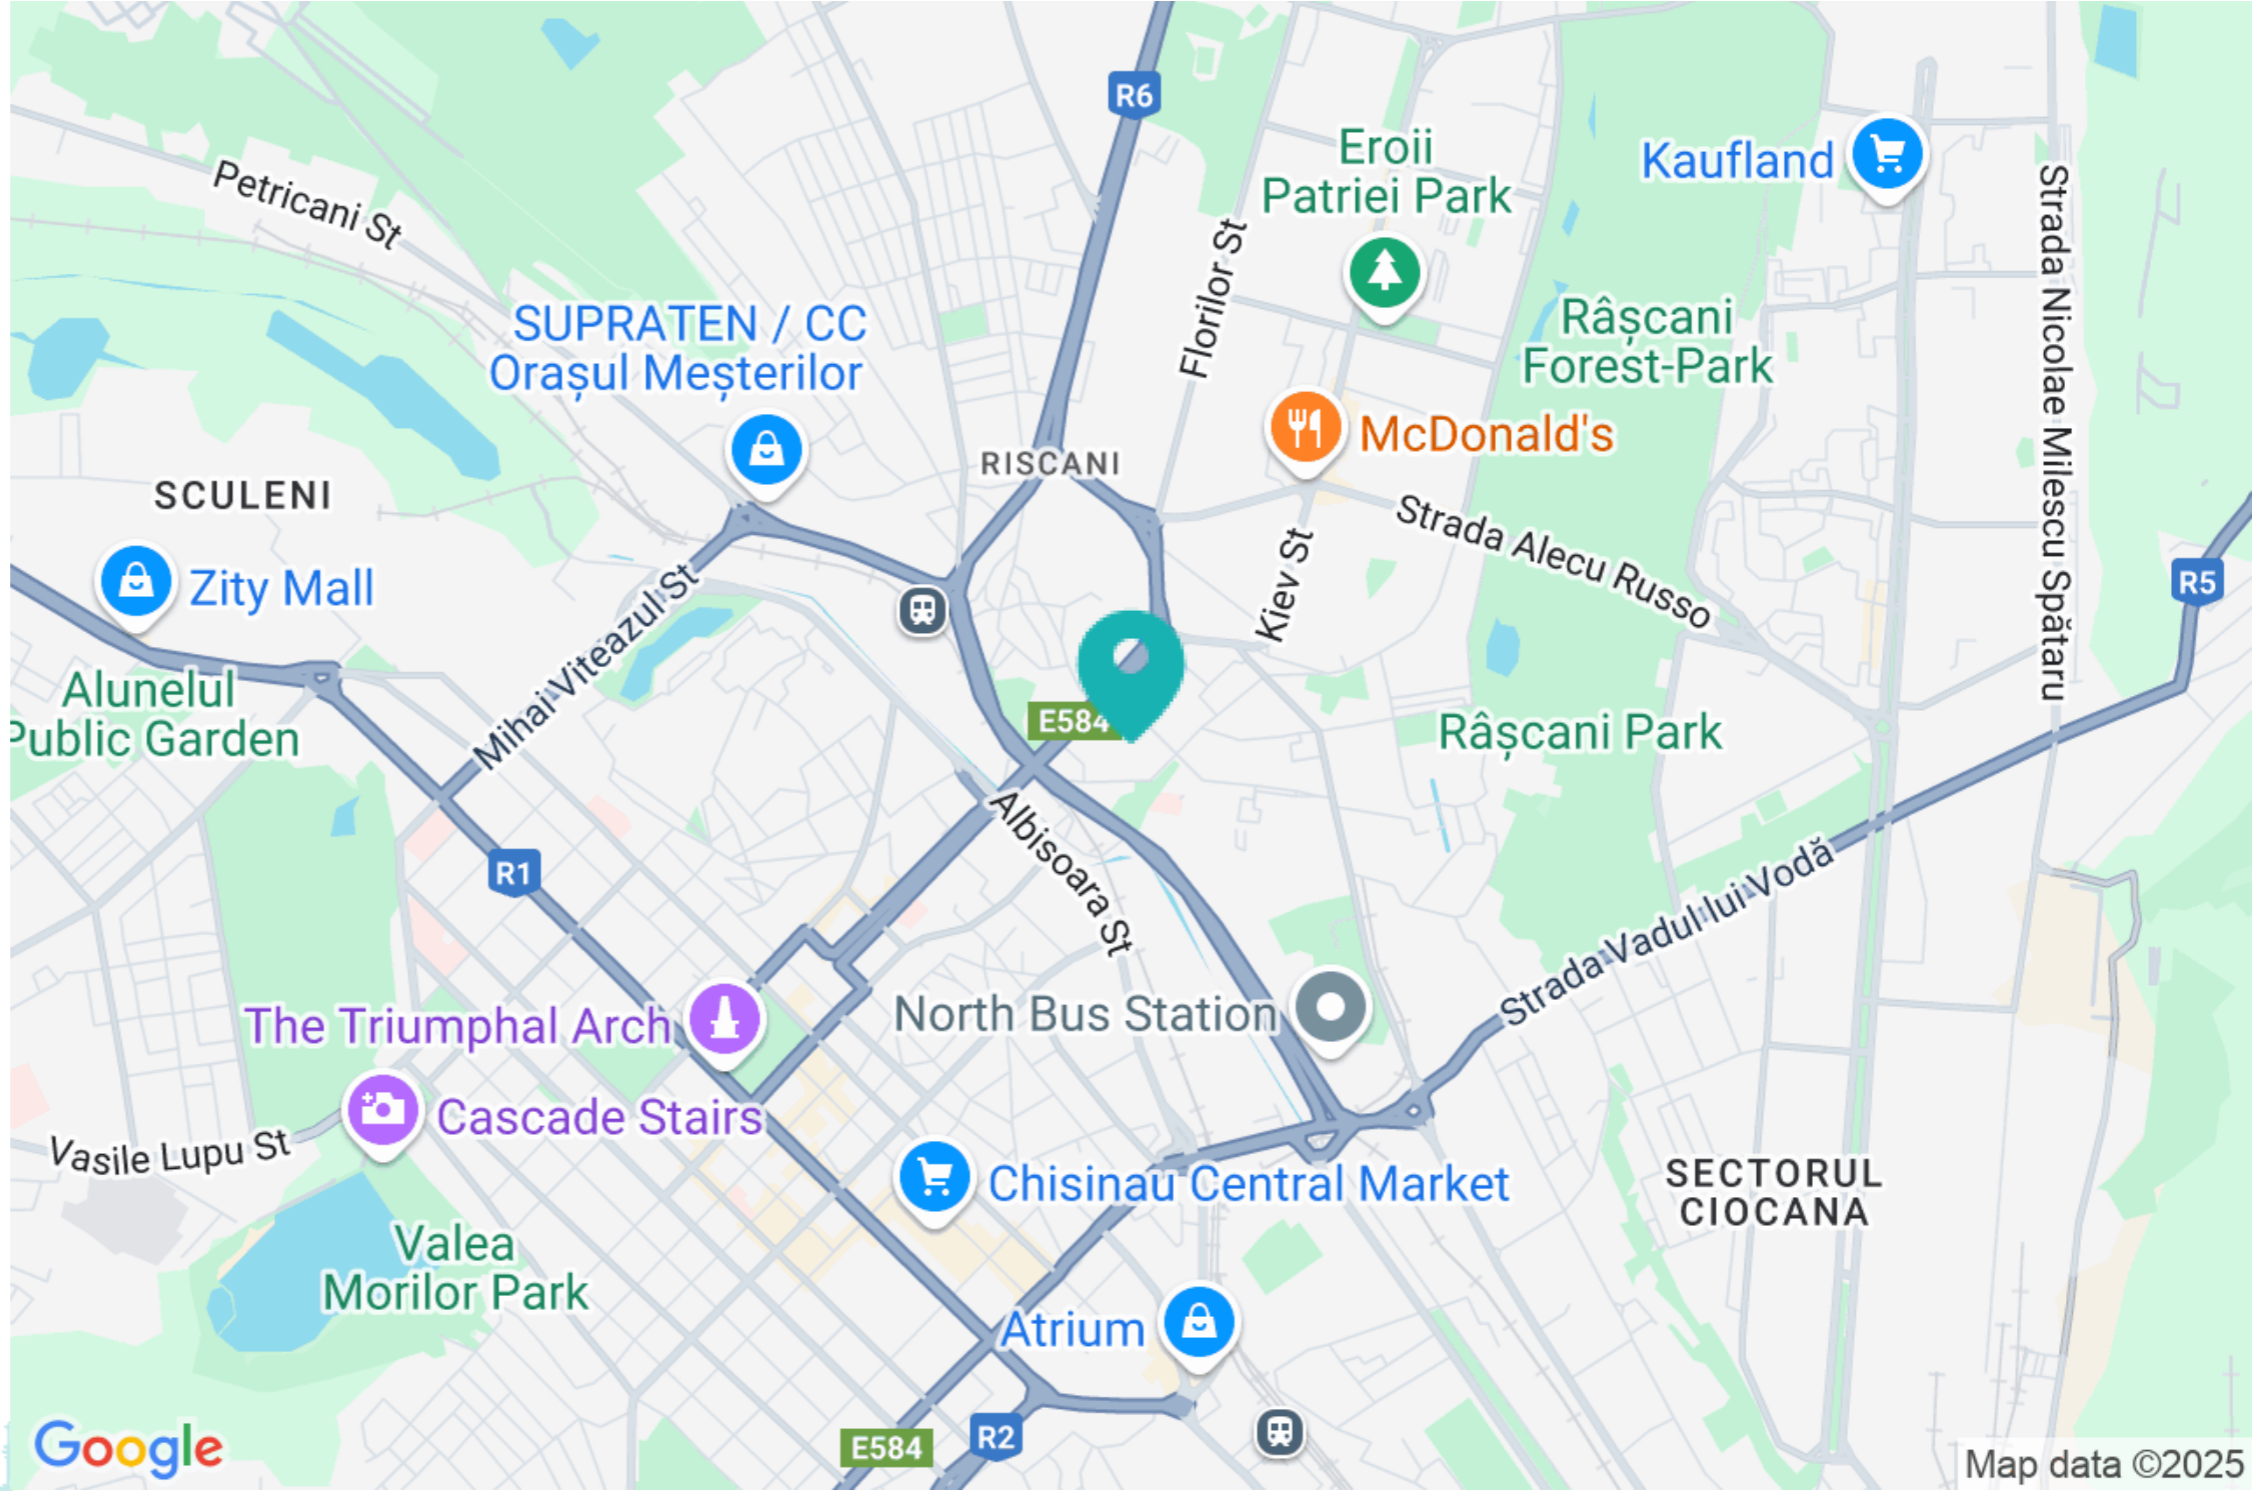 R6
Eroii
Patriei Park
Kaufland
Petricani St
Strada Nicolae Milescu Spătaru
Florilor St
SUPRATEN / CC
Orașul Meșterilor
Râșcani
Forest-Park
McDonald's
RISCANI
SCULENI
Strada Alecu Russo
Zity Mall
Kiev St
R5
Mihai Viteazul St
Alunelul
Public Garden
E584
Râșcani Park
Albisoara St
R1
Strada Vadul lui Vodă
The Triumphal Arch
North Bus Station
Cascade Stairs
Vasile Lupu St
Chisinau Central Market
SECTORUL
CIOCANA
Valea
Morilor Park
Atrium
E584
R2
Google
Map data ©2025